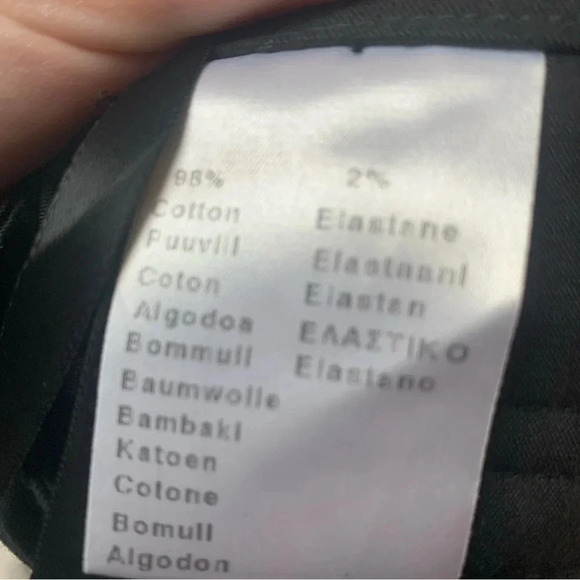 98% 2%
Cotton Elastane
Puuvill Elastaani
Coton Elastan
Algodoa ΕΛΑΣΤΙΚΟ
Bommull Elastano
Baumwolle
Bambaki
Katoen
Cotone
Bomull
Algodon